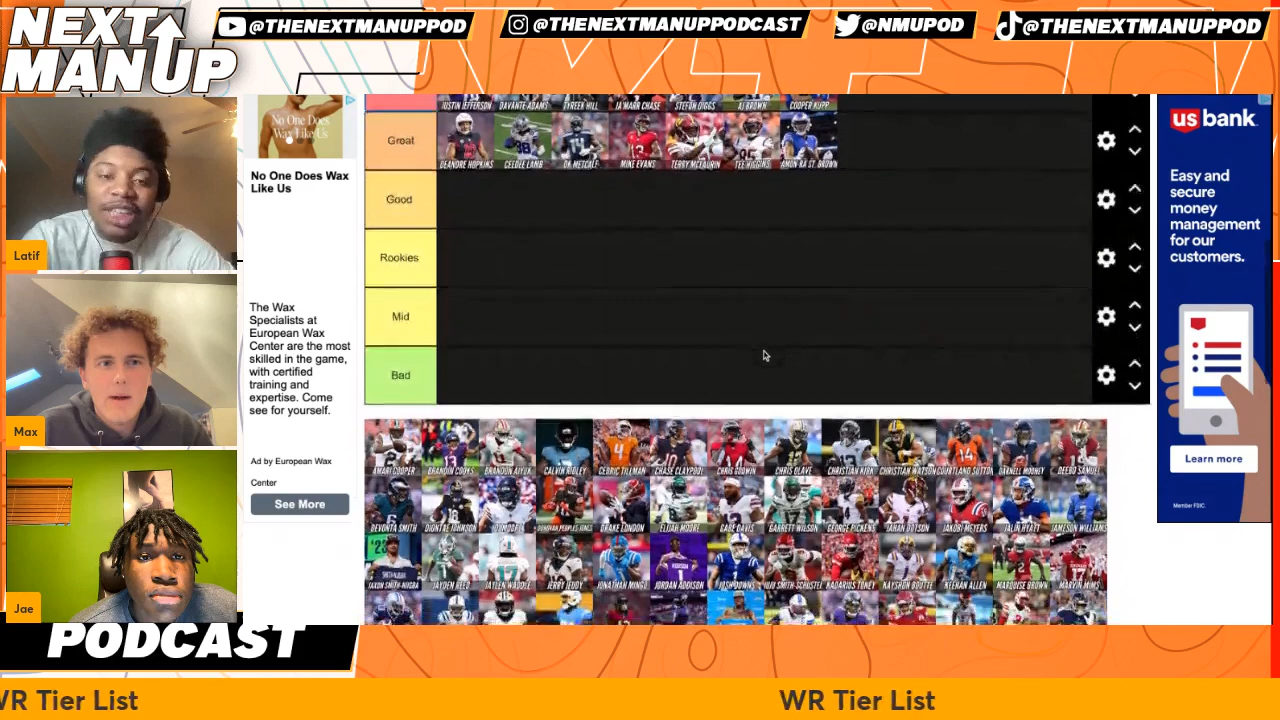 NEXT
MAN UP
@THENEXTMANUPPOD
@THENEXTMANUPPODCAST
@NMUPOD
@THENEXTMANUPPOD
Latif
Max
Jae
PODCAST
No One Does
Wax Like Us
No One Does Wax
Like Us
The Wax
Specialists at
European Wax
Center are the most
skilled in the game,
with certified
training and
expertise. Come
see for yourself.
Ad by European Wax
Center
See More
JUSTIN JEFFERSON DAVANTE ADAMS TYREEK HILL JA'MARR CHASE STEFON DIGGS AJ BROWN COOPER KUPP
Great
DEANDRE HOPKINS CEEDEE LAMB DK METCALF MIKE EVANS TERRY MCLAURIN TEE HIGGINS AMON-RA ST. BROWN
Good
Rookies
Mid
Bad
AMARI COOPER BRANDIN COOKS BRANDON AIYUK CALVIN RIDLEY CEDRIC TILLMAN CHASE CLAYPOOL CHRIS GODWIN CHRIS OLAVE CHRISTIAN KIRK CHRISTIAN WATSON COURTLAND SUTTON DARNELL MOONEY DEEBO SAMUEL
DEVONTA SMITH DIONTAE JOHNSON DJ MOORE DONOVAN PEOPLES-JONES DRAKE LONDON ELIJAH MOORE GABE DAVIS GARRETT WILSON GEORGE PICKENS JAHAN DOTSON JAKOBI MEYERS JALIN HYATT JAMESON WILLIAMS
JAXON SMITH-NJIGBA JAYDEN REED JAYLEN WADDLE JERRY JEUDY JONATHAN MINGO JORDAN ADDISON JOSH DOWNS JUJU SMITH-SCHUSTER KADARIUS TONEY KAYSHON BOUTTE KEENAN ALLEN MARQUISE BROWN MARVIN MIMS
us bank
Easy and
secure
money
management
for our
customers.
Learn more
Member FDIC
WR Tier List
WR Tier List